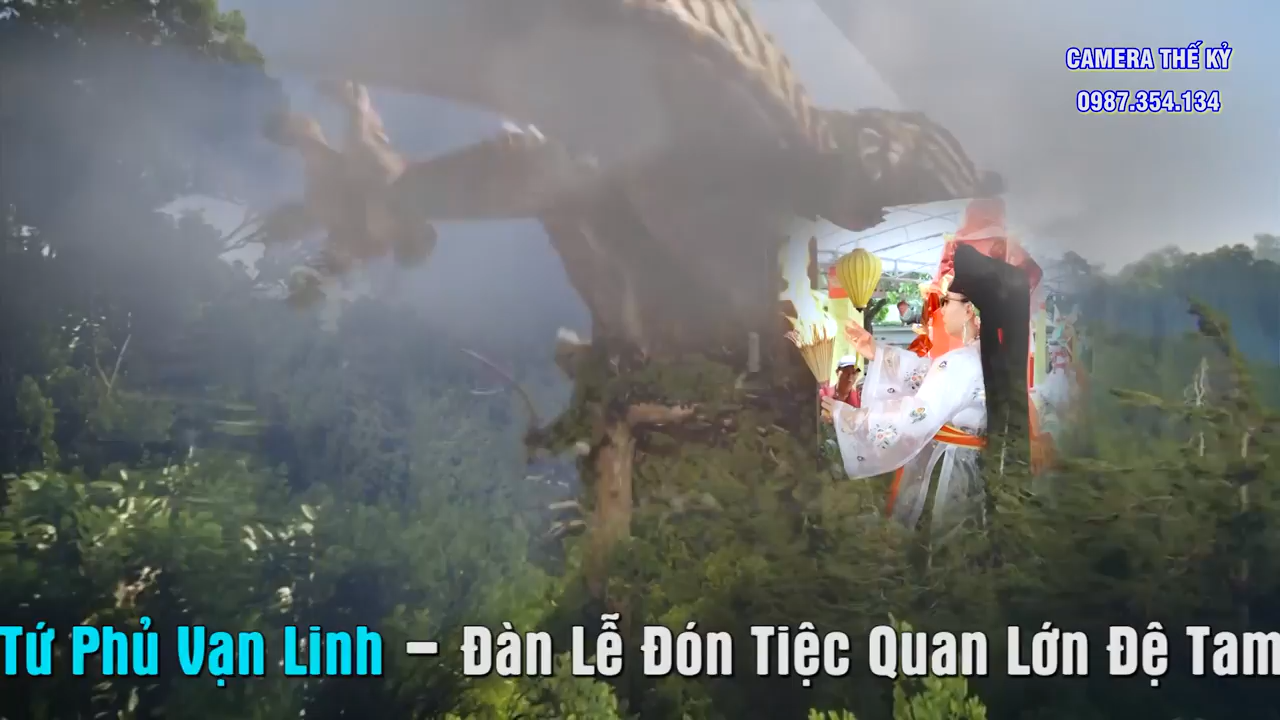 CAMERA THẾ KỶ
0987.354.134
Tứ Phủ Vạn Linh – Đàn Lễ Đón Tiệc Quan Lớn Đệ Tam